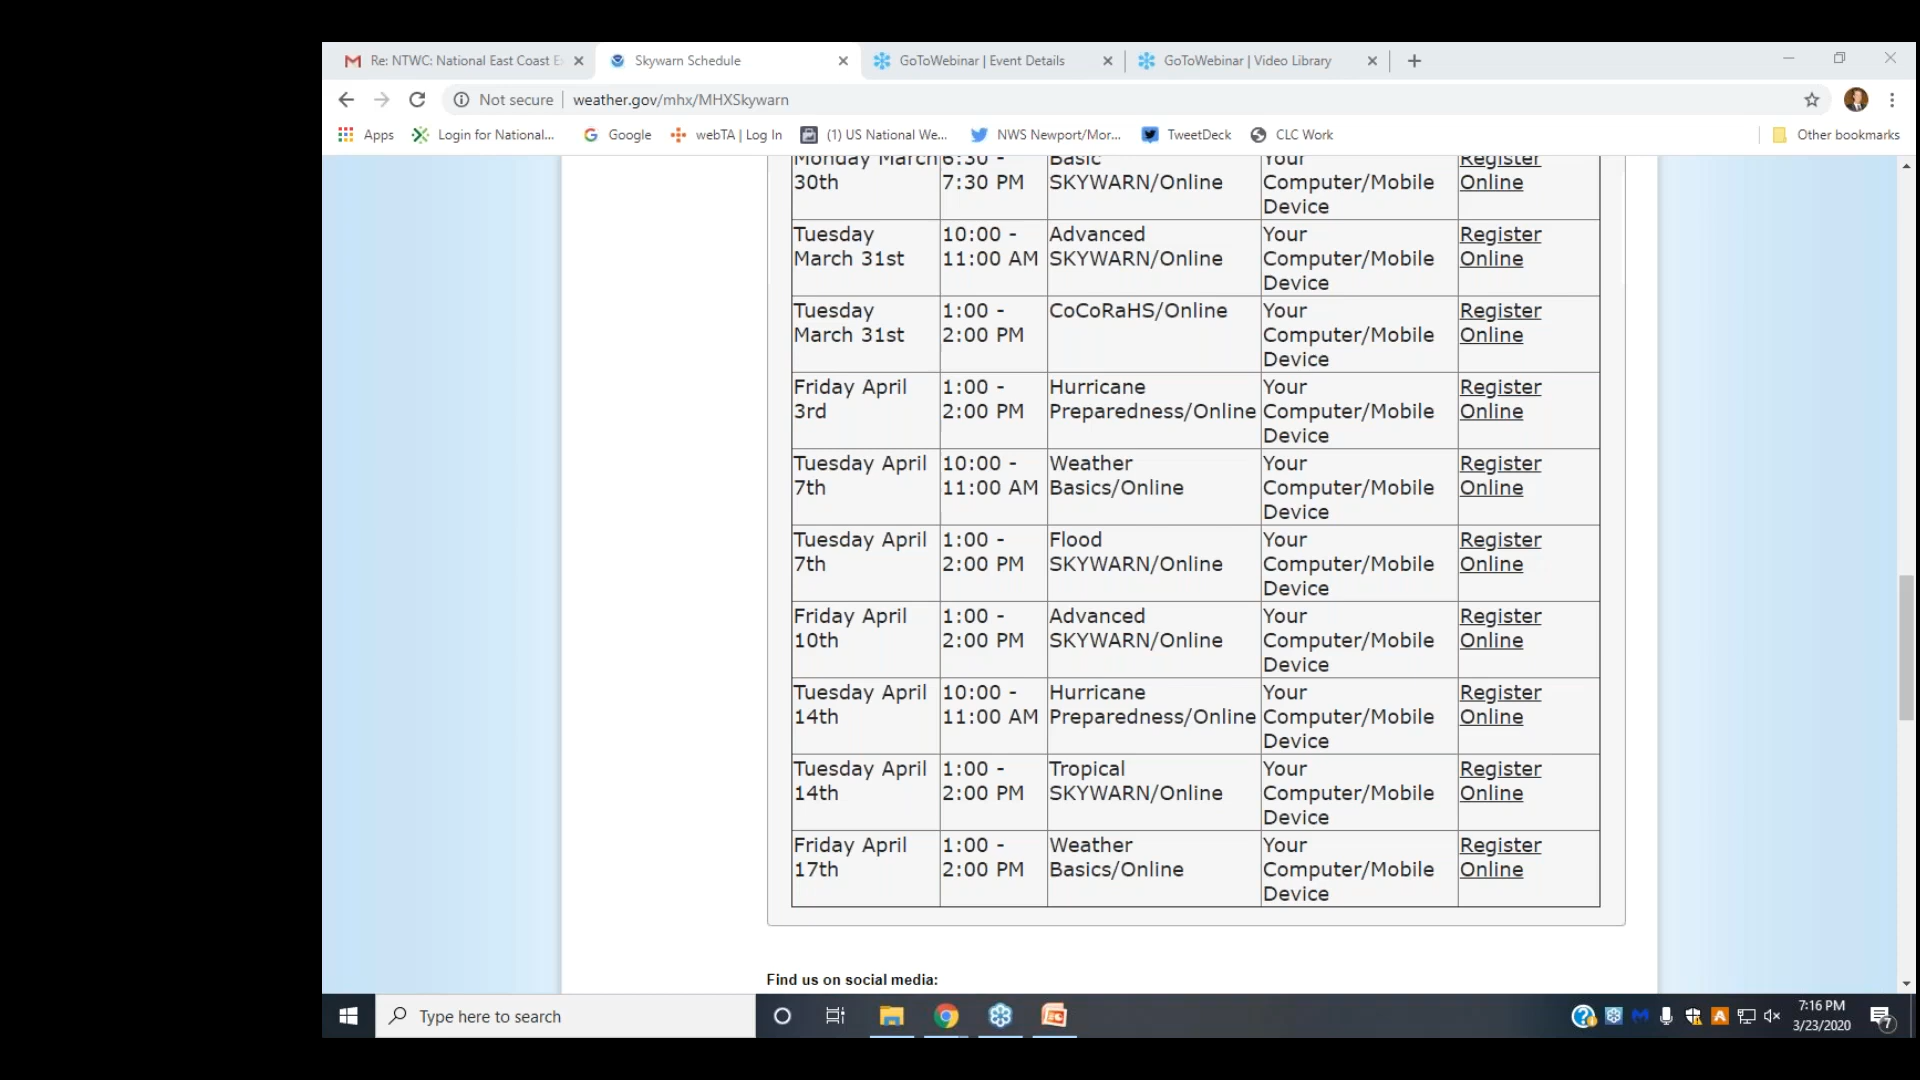 Re: NTWC: National East Coast E
Skywarn Schedule
GoToWebinar | Event Details
GoToWebinar | Video Library
Not secure
weather.gov/mhx/MHXSkywarn
Apps
Login for National...
Google
webTA | Log In
(1) US National We...
NWS Newport/Mor...
TweetDeck
CLC Work
Other bookmarks
Monday March 6:30 - Basic Your Register
30th 7:30 PM SKYWARN/Online Computer/Mobile Online
Device
Tuesday 10:00 - Advanced Your Register
March 31st 11:00 AM SKYWARN/Online Computer/Mobile Online
Device
Tuesday 1:00 - CoCoRaHS/Online Your Register
March 31st 2:00 PM Computer/Mobile Online
Device
Friday April 1:00 - Hurricane Your Register
3rd 2:00 PM Preparedness/Online Computer/Mobile Online
Device
Tuesday April 10:00 - Weather Your Register
7th 11:00 AM Basics/Online Computer/Mobile Online
Device
Tuesday April 1:00 - Flood Your Register
7th 2:00 PM SKYWARN/Online Computer/Mobile Online
Device
Friday April 1:00 - Advanced Your Register
10th 2:00 PM SKYWARN/Online Computer/Mobile Online
Device
Tuesday April 10:00 - Hurricane Your Register
14th 11:00 AM Preparedness/Online Computer/Mobile Online
Device
Tuesday April 1:00 - Tropical Your Register
14th 2:00 PM SKYWARN/Online Computer/Mobile Online
Device
Friday April 1:00 - Weather Your Register
17th 2:00 PM Basics/Online Computer/Mobile Online
Device
Find us on social media:
Type here to search
7:16 PM
3/23/2020
7